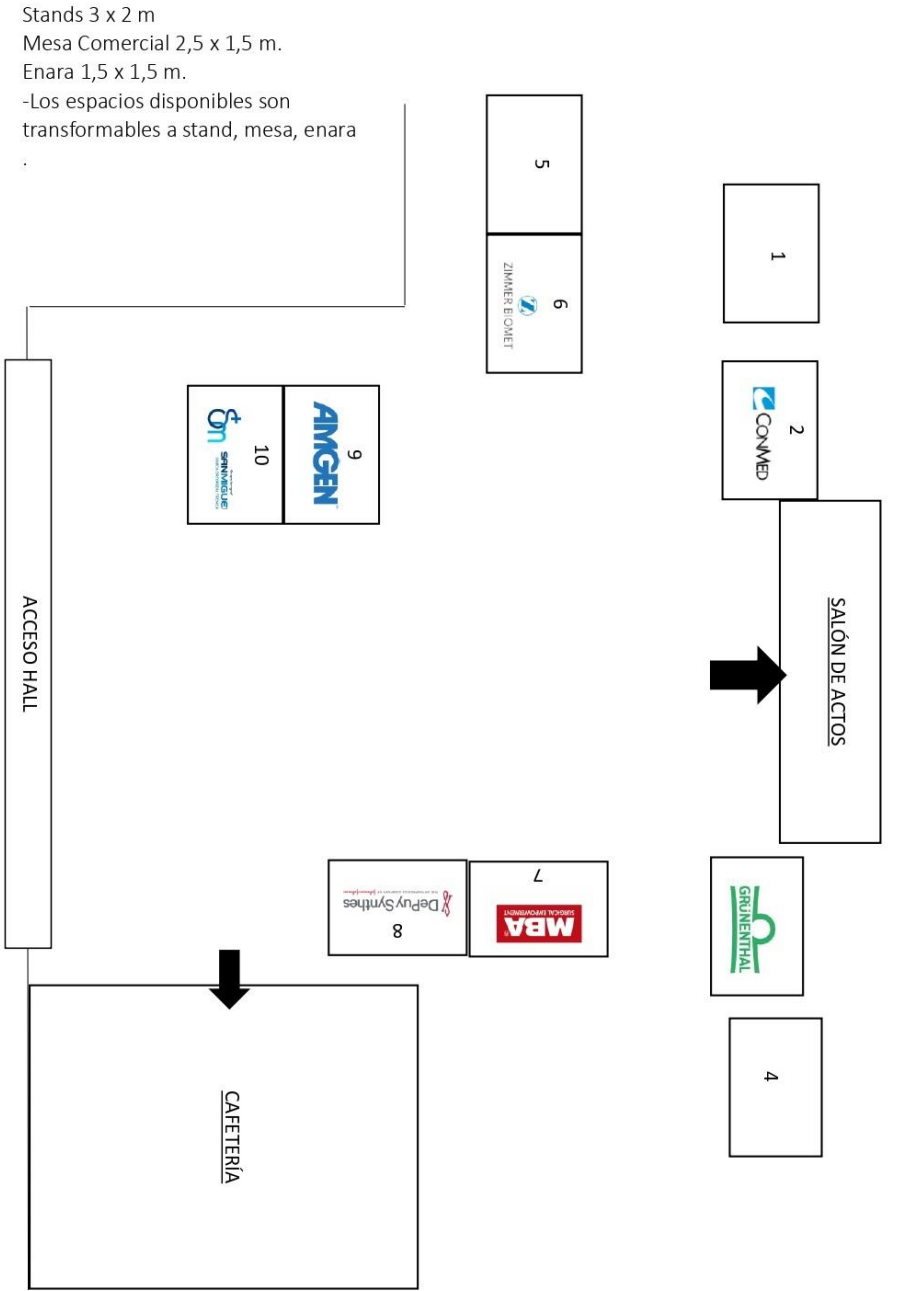 Stands 3 x 2 m
Mesa Comercial 2,5 x 1,5 m.
Enara 1,5 x 1,5 m.
-Los espacios disponibles son
transformables a stand, mesa, enara
.
5
6
ZIMMER BIOMET
1
2
CONMED
9
AMGEN
10
SANMIGUEL
SALÓN DE ACTOS
ACCESO HALL
7
MBA
SURGICAL EMPOWERMENT
8
DePuy Synthes
GRÜNENTHAL
4
CAFETERÍA